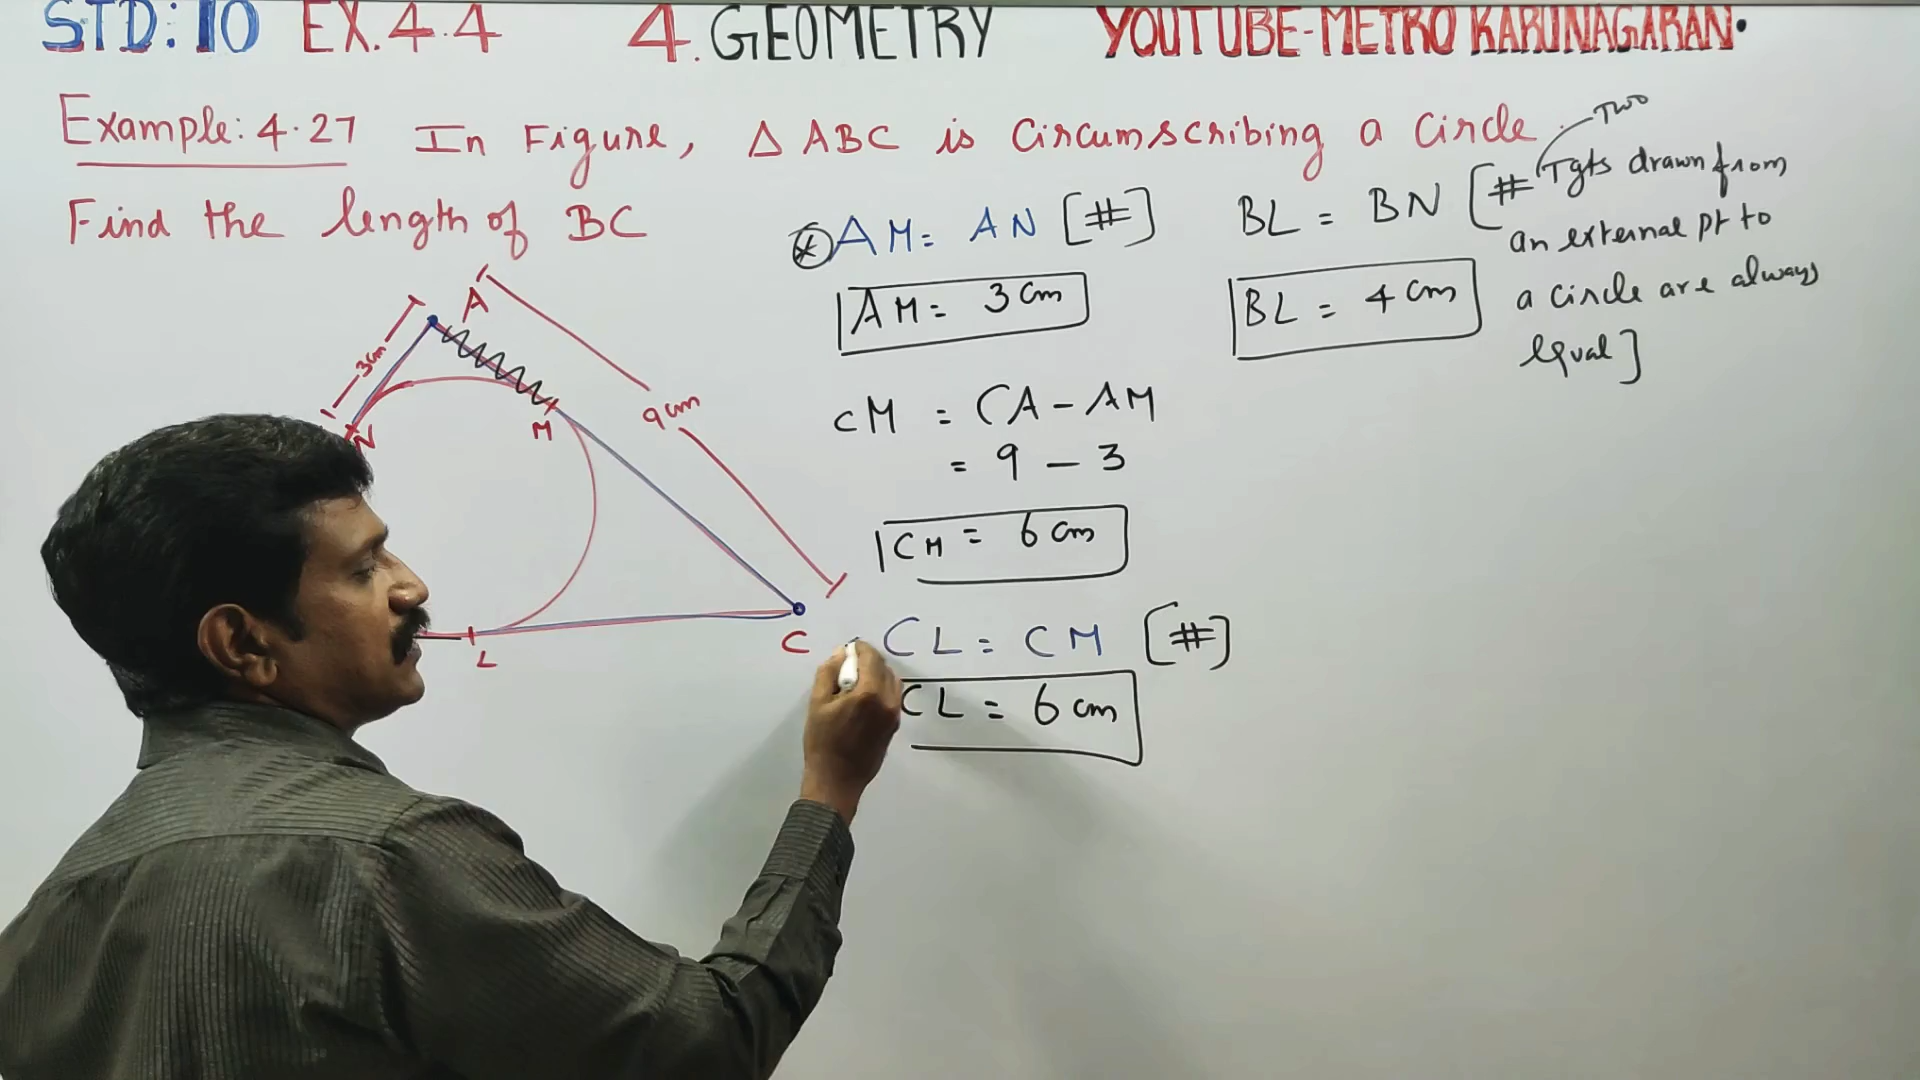 STD: 10 EX.4.4 4. GEOMETRY YOUTUBE-METRO KARUNAGARAN.
Example: 4.27 In Figure, Δ ABC is Circumscribing a Circle.
Find the length of BC
A
3cm
N
M
9cm
C
L
* AM = AN [#]
AM = 3 cm
CM = CA - AM
= 9 - 3
CM = 6 cm
CL = CM [#]
CL = 6 cm
Two
BL = BN [# Tgts drawn from
an external pt to
a circle are always
equal]
BL = 4 cm